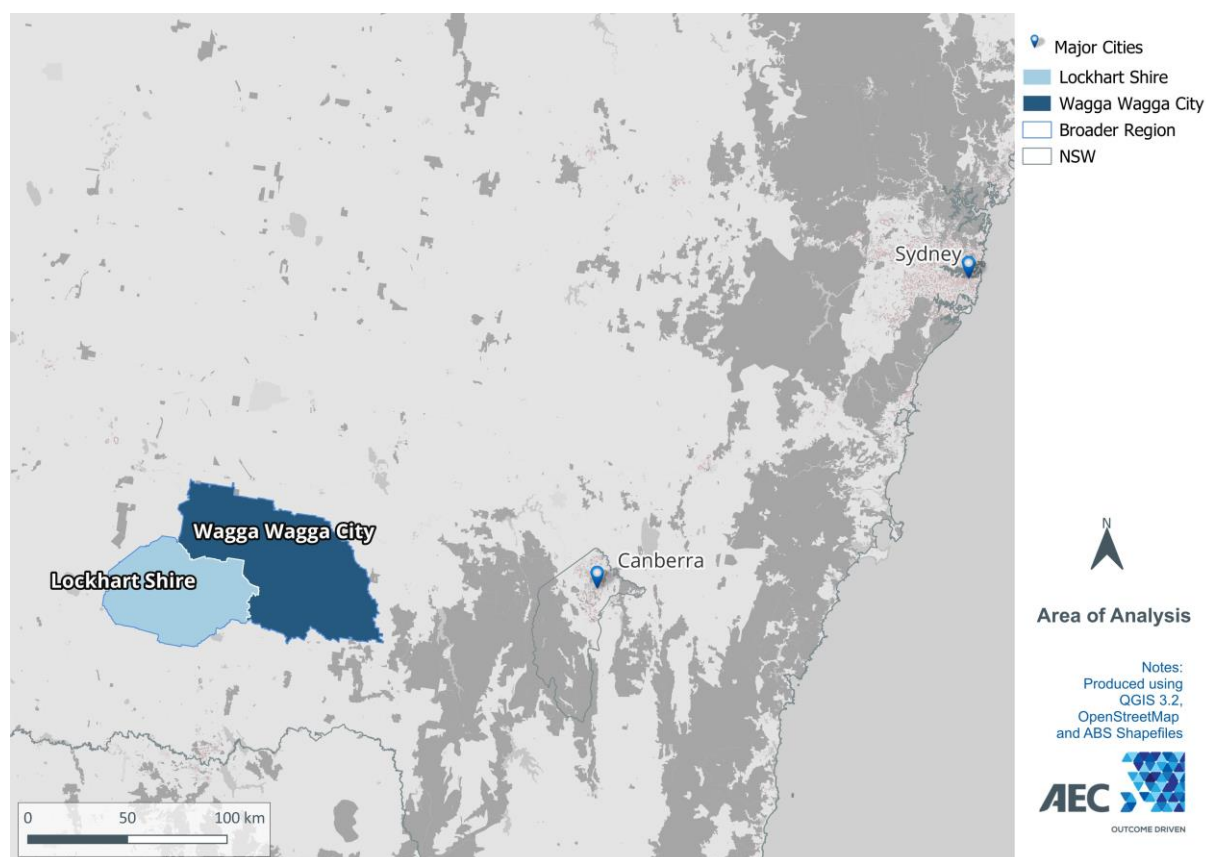 Major Cities
Lockhart Shire
Wagga Wagga City
Broader Region
NSW
Sydney
Wagga Wagga City
Canberra
Lockhart Shire
N
Area of Analysis
Notes:
Produced using
QGIS 3.2,
OpenStreetMap
and ABS Shapefiles
0 50 100 km
AEC
OUTCOME DRIVEN